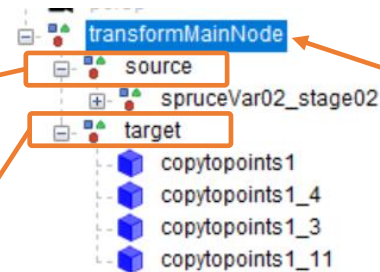 transformMainNode
source
spruceVar02_stage02
target
copytopoints1
copytopoints1_4
copytopoints1_3
copytopoints1_11